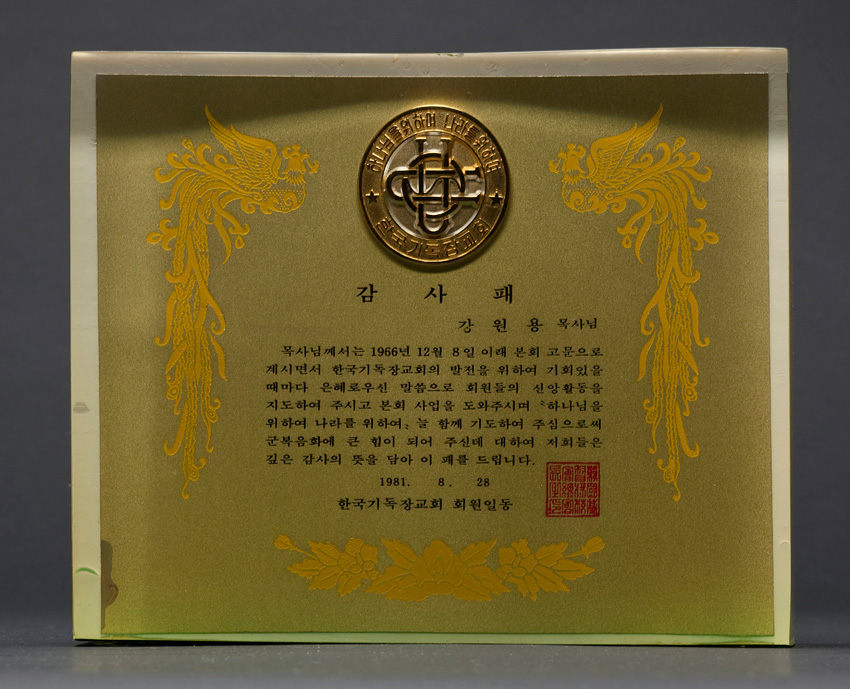 하나님을위하며 나라를위하며
한국기독장교회
감 사 패
강 원 용 목사님
목사님께서는 1966년 12월 8일 이래 본회 고문으로
계시면서 한국기독장교회의 발전을 위하여 기회있을
때마다 은혜로우신 말씀으로 회원들의 신앙활동을
지도하여 주시고 본회 사업을 도와주시며 〝하나님을
위하여 나라를 위하여〟 늘 함께 기도하여 주심으로써
군복음화에 큰 힘이 되어 주신데 대하여 저희들은
깊은 감사의 뜻을 담아 이 패를 드립니다.
1981. 8. 28
한국기독장교회 회원일동